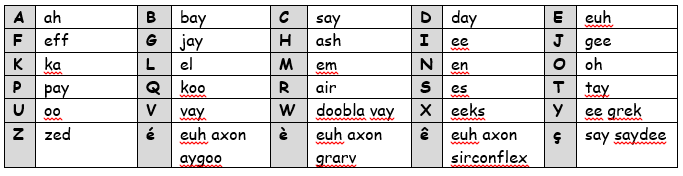 A ah B bay C say D day E euh
F eff G jay H ash I ee J gee
K ka L el M em N en O oh
P pay Q koo R air S es T tay
U oo V vay W doobla vay X eeks Y ee grek
Z zed é euh axon è euh axon ê euh axon ç say saydee
aygoo grarv sirconflex